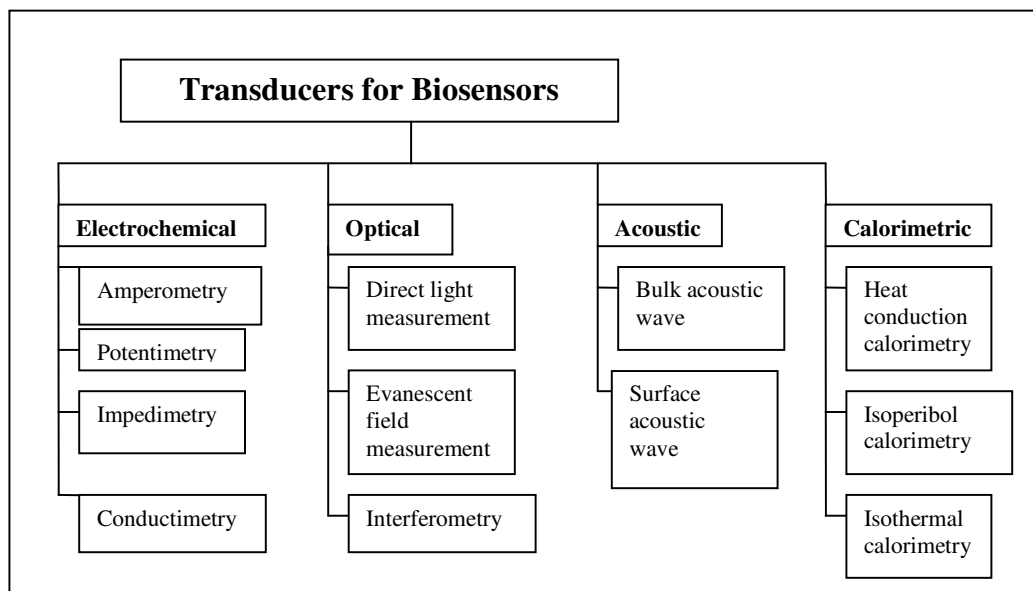 Transducers for Biosensors
Electrochemical
Amperometry
Potentimetry
Impedimetry
Conductimetry
Optical
Direct light
measurement
Evanescent
field
measurement
Interferometry
Acoustic
Bulk acoustic
wave
Surface
acoustic
wave
Calorimetric
Heat
conduction
calorimetry
Isoperibol
calorimetry
Isothermal
calorimetry